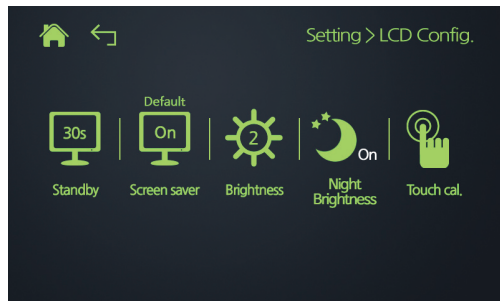 Setting > LCD Config.
Default
30s
On
2
On
Standby
Screen saver
Brightness
Night
Brightness
Touch cal.